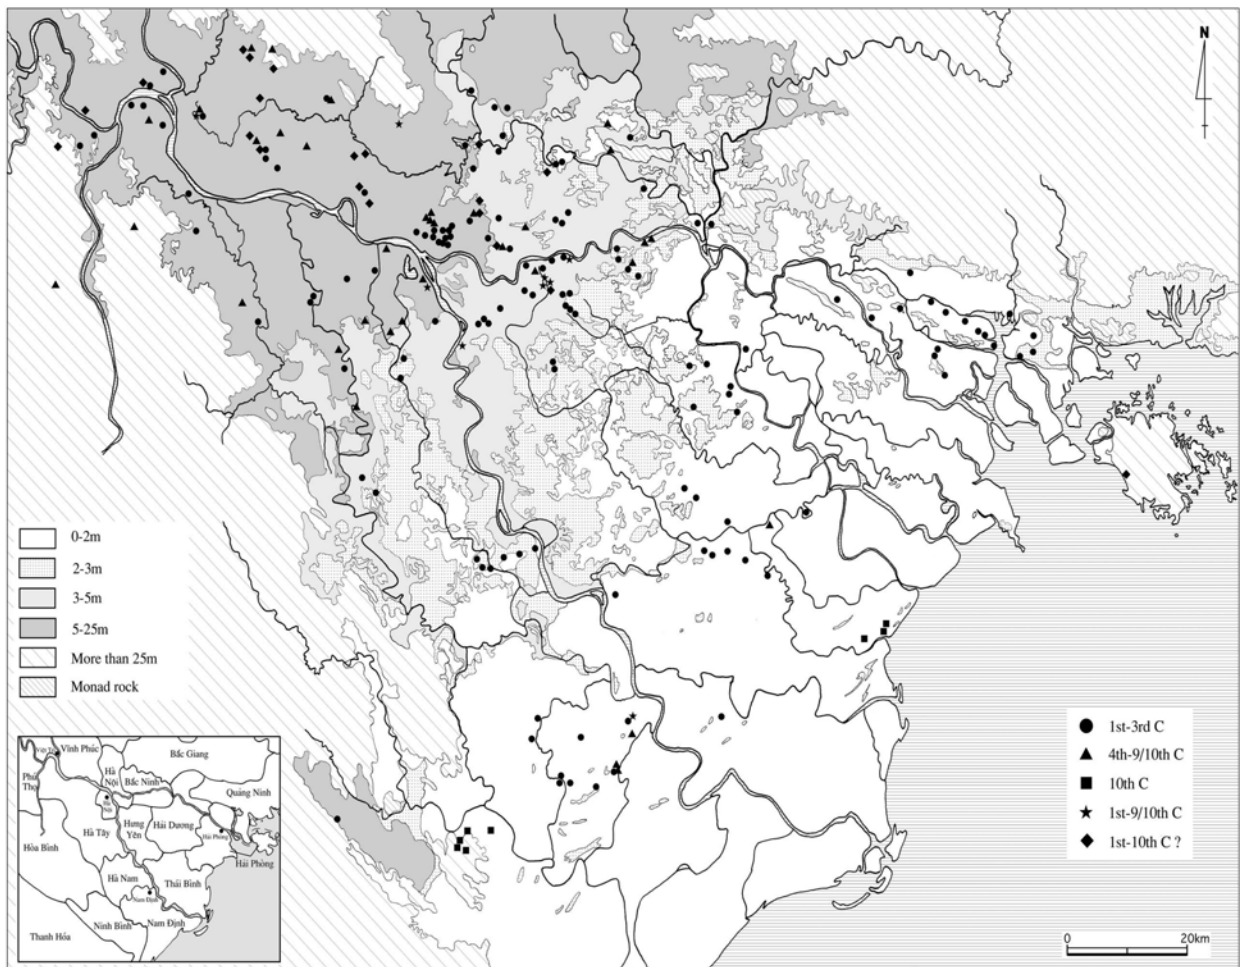 N
0-2m
2-3m
3-5m
5-25m
More than 25m
Monad rock
1st-3rd C
4th-9/10th C
10th C
1st-9/10th C
1st-10th C ?
0 20km
Vĩnh Phúc
Bắc Giang
Phú
Thọ
Hà
Nội
Bắc Ninh
Quảng Ninh
Hà Tây
Hưng
Yên
Hải Dương
Hải Phòng
Hòa Bình
Hải Phòng
Hà Nam
Thái Bình
Nam Định
Ninh Bình
Nam Định
Thanh Hóa